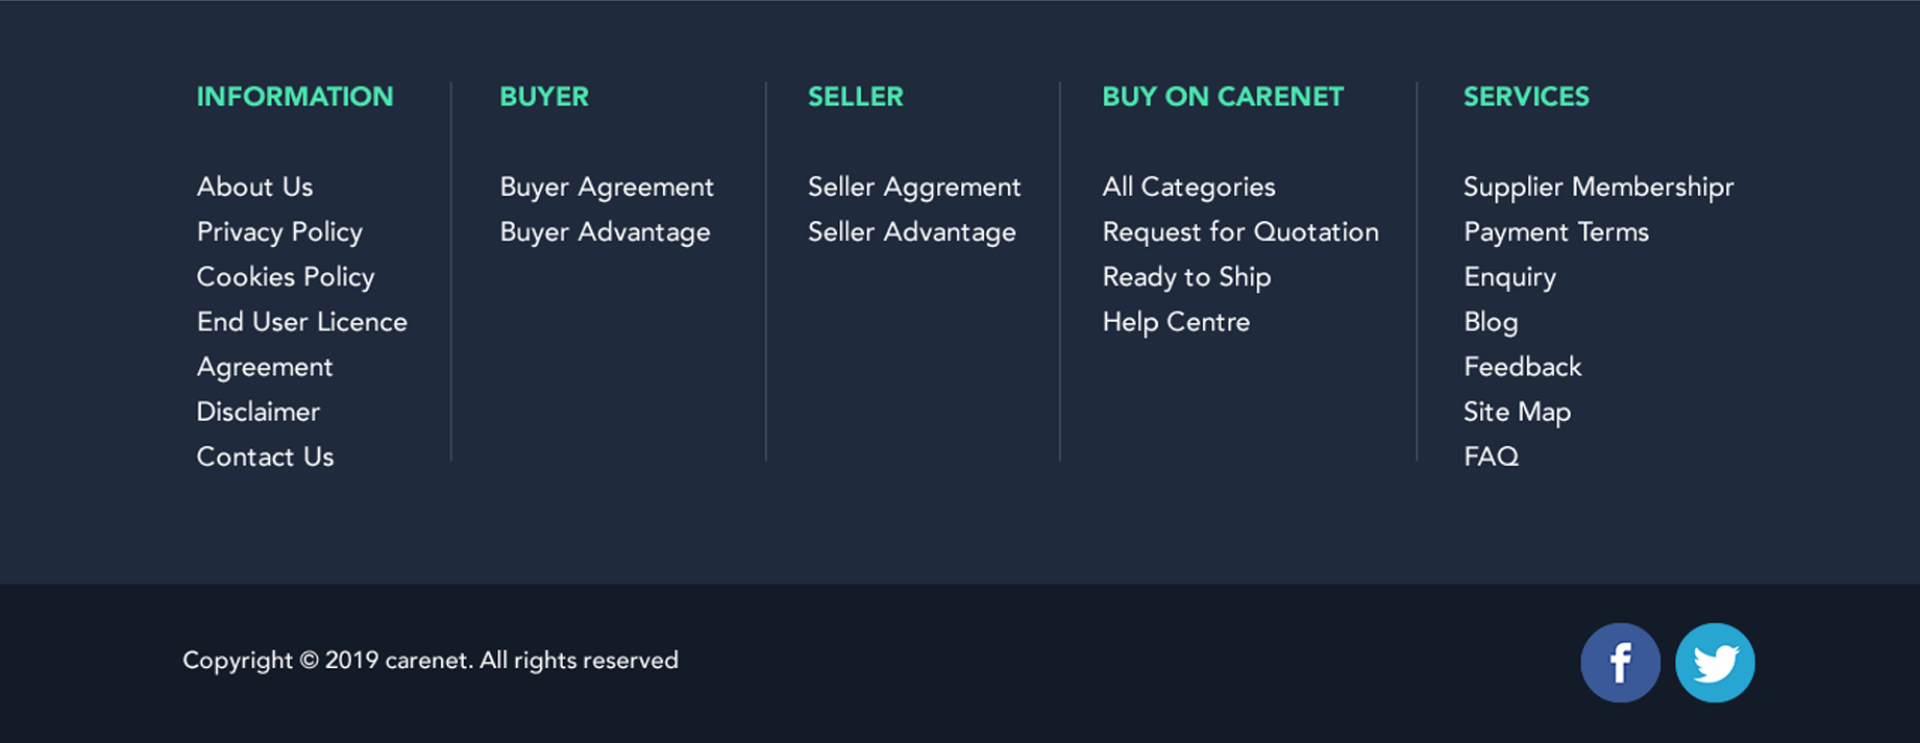 INFORMATION
About Us
Privacy Policy
Cookies Policy
End User Licence
Agreement
Disclaimer
Contact Us
BUYER
Buyer Agreement
Buyer Advantage
SELLER
Seller Aggrement
Seller Advantage
BUY ON CARENET
All Categories
Request for Quotation
Ready to Ship
Help Centre
SERVICES
Supplier Membershipr
Payment Terms
Enquiry
Blog
Feedback
Site Map
FAQ
Copyright © 2019 carenet. All rights reserved